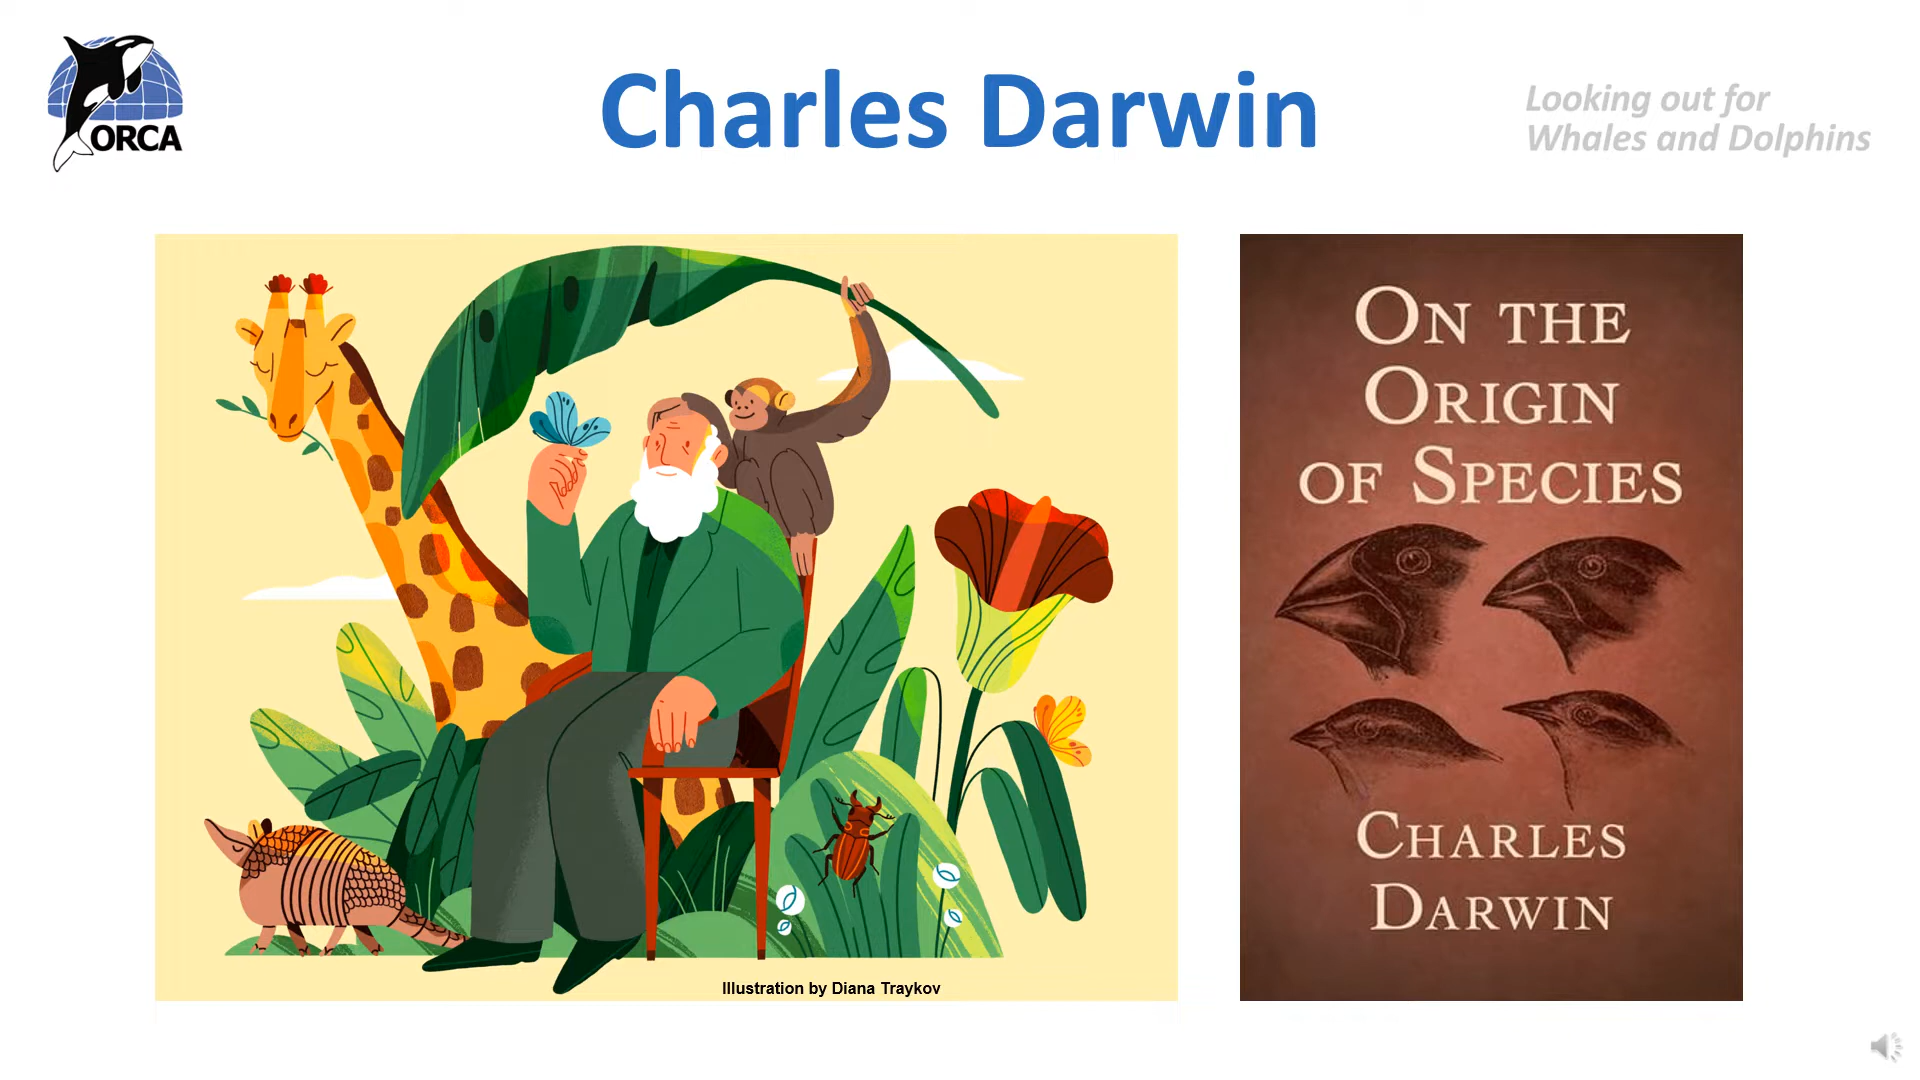 ORCA
Charles Darwin
Looking out for
Whales and Dolphins
ON THE
ORIGIN
OF SPECIES
CHARLES
DARWIN
Illustration by Diana Traykov